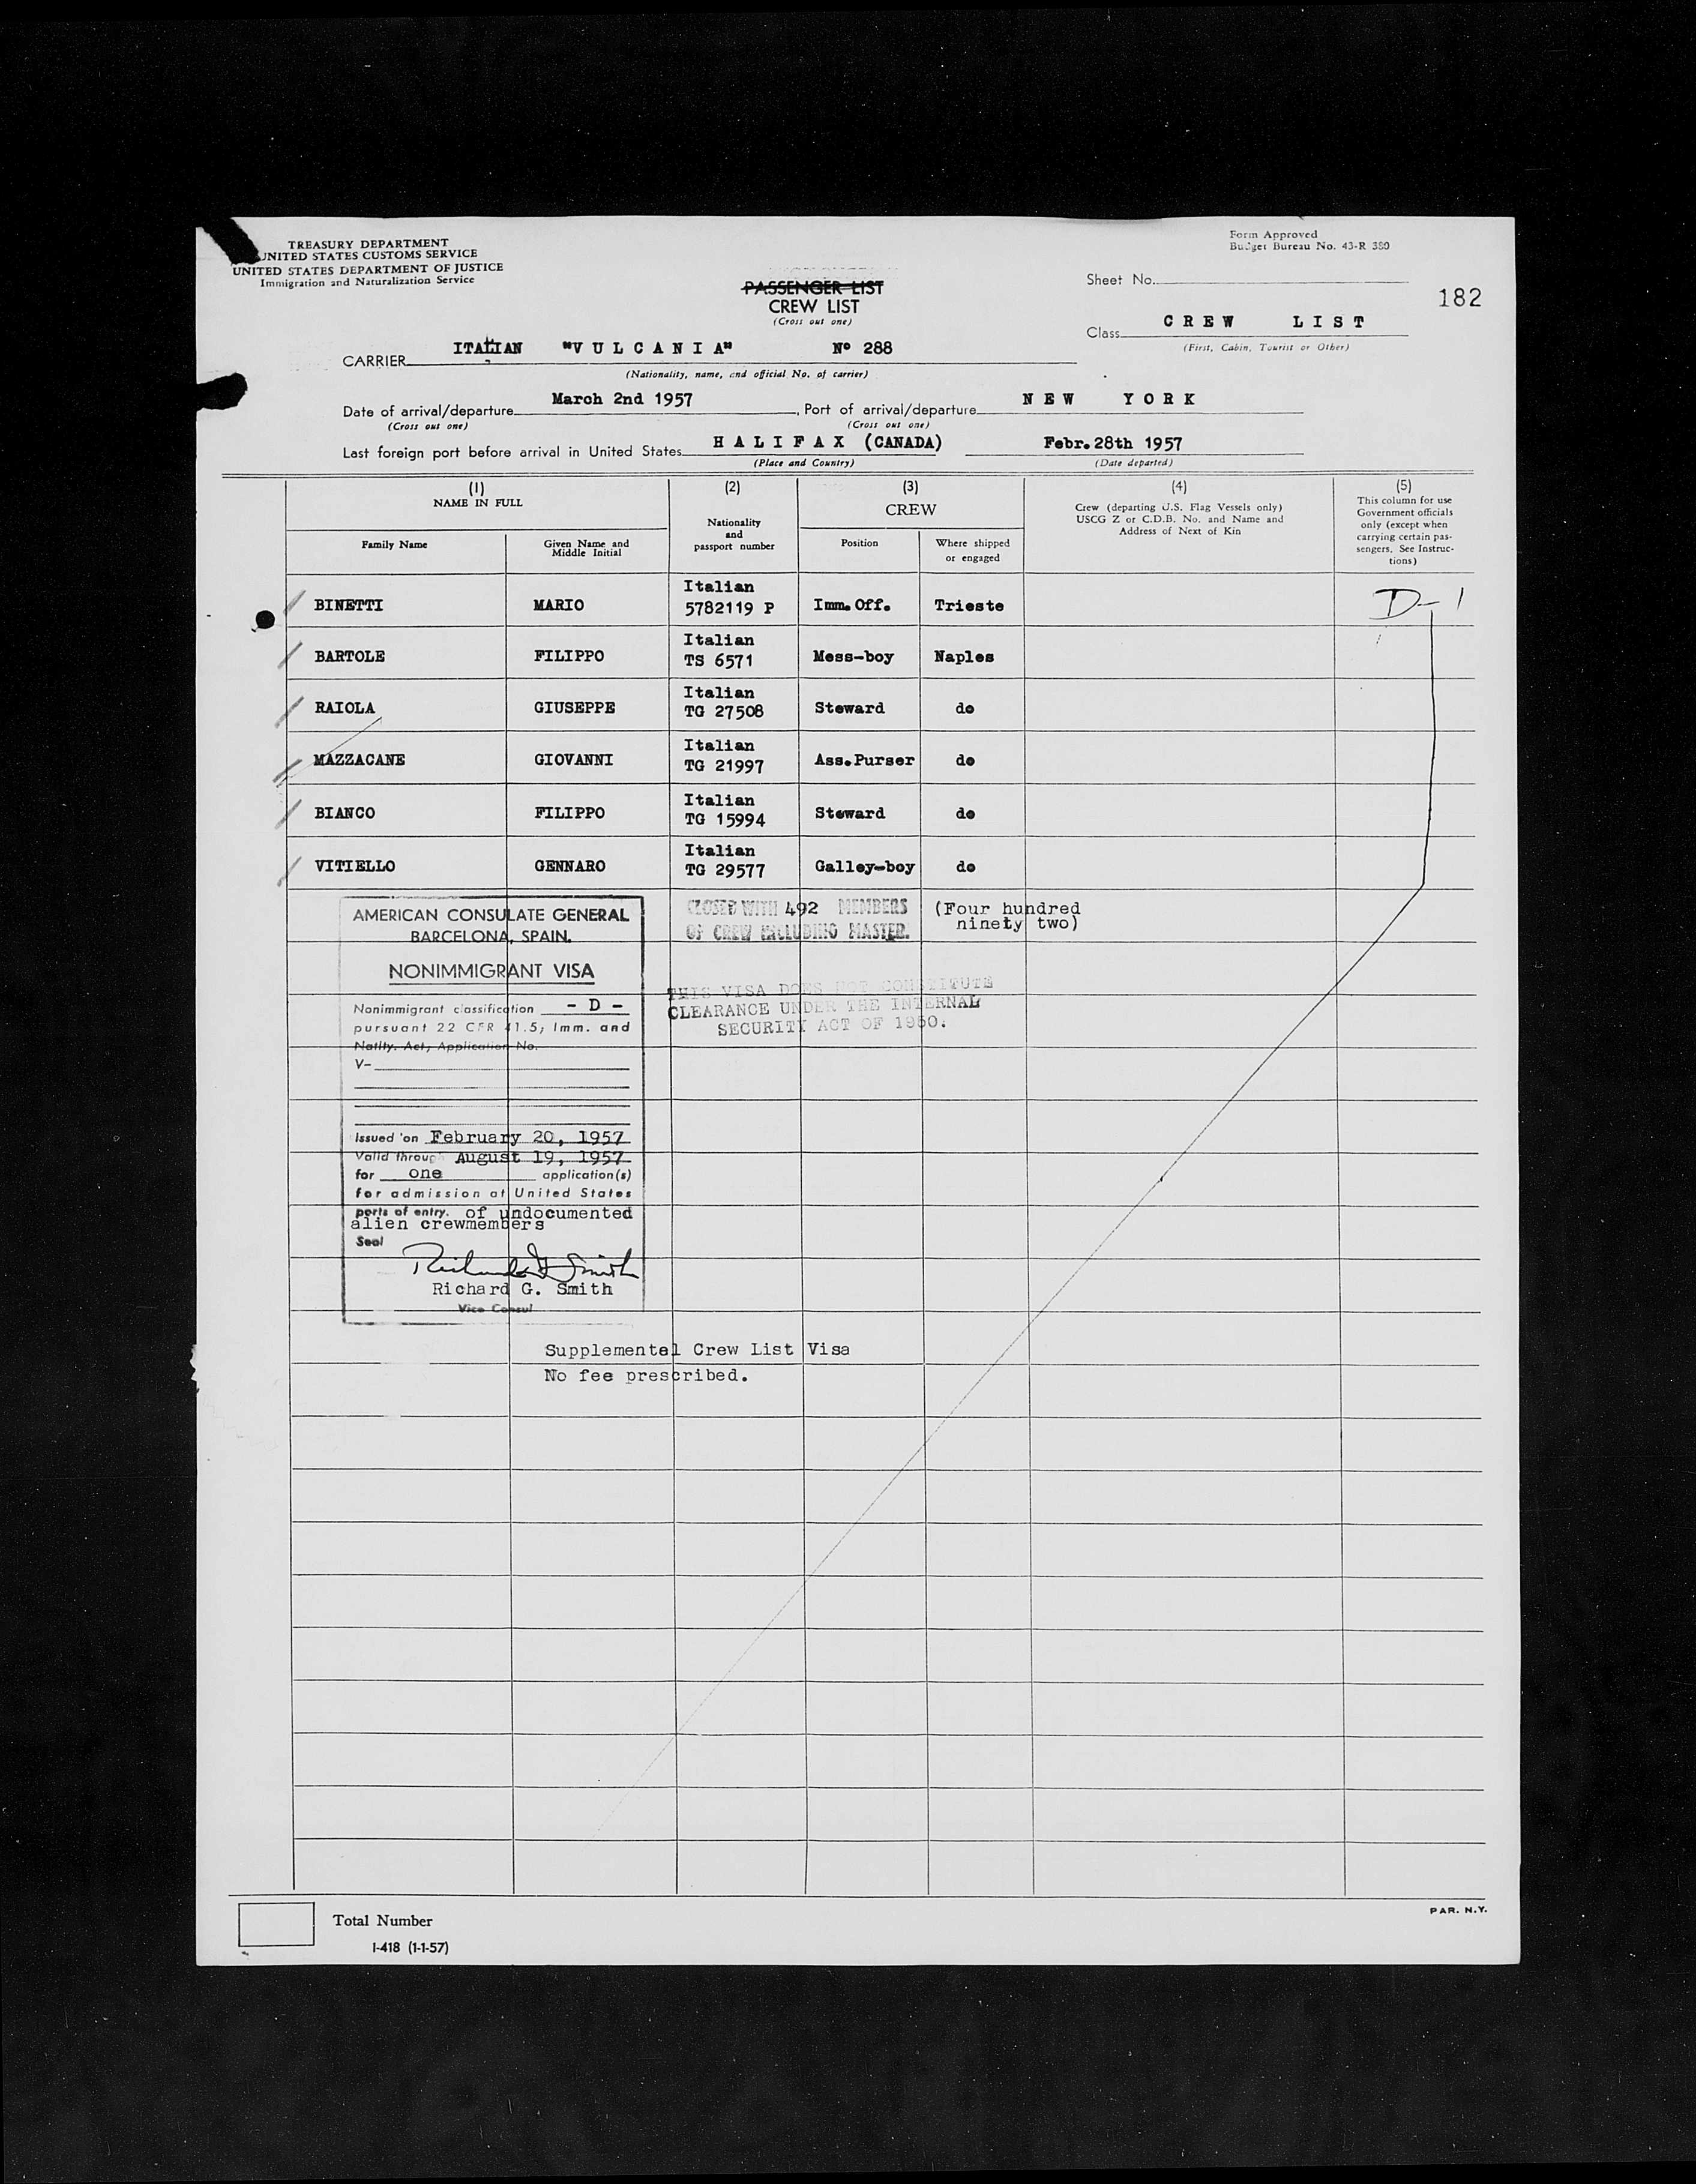 TREASURY DEPARTMENT
UNITED STATES CUSTOMS SERVICE
UNITED STATES DEPARTMENT OF JUSTICE
Immigration and Naturalization Service
Form Approved
Budget Bureau No. 43-R 380
PASSENGER LIST
CREW LIST
(Cross out one)
Sheet No.
182
Class CREW LIST
(First, Cabin, Tourist or Other)
CARRIER ITALIAN "VULCANIA" Nº 288
(Nationality, name, and official No. of carrier)
Date of arrival/departure March 2nd 1957, Port of arrival/departure NEW YORK
(Cross out one) (Cross out one)
Last foreign port before arrival in United States HALIFAX (CANADA) Febr.28th 1957
(Place and Country) (Date departed)
(1) (2) (3) (4) (5)
NAME IN FULL
Family Name
Given Name and
Middle Initial
Nationality
and
passport number
CREW
Position
Where shipped
or engaged
Crew (departing U.S. Flag Vessels only)
USCG Z or C.D.B. No. and Name and
Address of Next of Kin
This column for use
Government officials
only (except when
carrying certain pas-
sengers. See Instruc-
tions)
Italian
BINETTI MARIO 5782119 P Imm.Off. Trieste D-1
Italian
BARTOLE FILIPPO TS 6571 Mess-boy Naples
Italian
RAIOLA GIUSEPPE TG 27508 Steward do
Italian
MAZZACANE GIOVANNI TG 21997 Ass.Purser do
Italian
BIANCO FILIPPO TG 15994 Steward do
Italian
VITIELLO GENNARO TG 29577 Galley-boy do
CLOSED WITH 492 MEMBERS (Four hundred
OF CREW INCLUDING MASTER. ninety two)
AMERICAN CONSULATE GENERAL
BARCELONA, SPAIN.
NONIMMIGRANT VISA
Nonimmigrant classification - D -
pursuant 22 CFR 41.5, Imm. and
Natlty. Act, Application No.
V-
THIS VISA DOES NOT CONSTITUTE
CLEARANCE UNDER THE INTERNAL
SECURITY ACT OF 1950.
Issued on February 20, 1957
Valid through August 19, 1957
for one application(s)
for admission at United States
ports of entry. of undocumented
alien crewmembers
Seal
Richard G. Smith
Richard G. Smith
Vice Consul
Supplemental Crew List Visa
No fee prescribed.
Total Number
I-418 (1-1-57)
PAR. N.Y.